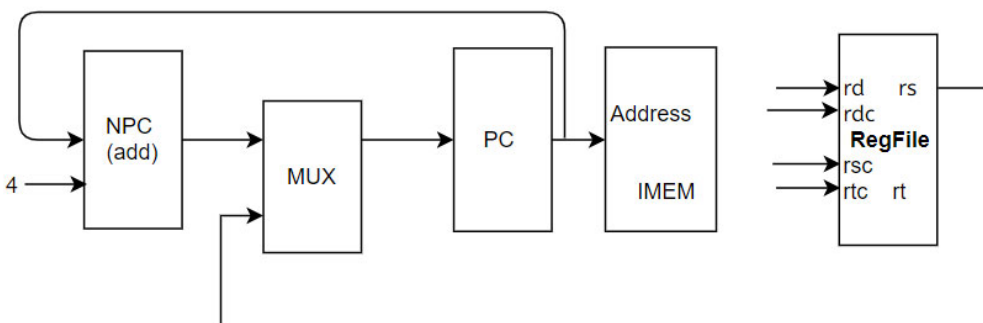 NPC
(add)
4
MUX
PC
Address
IMEM
rd rs
rdc
RegFile
rsc
rtc rt